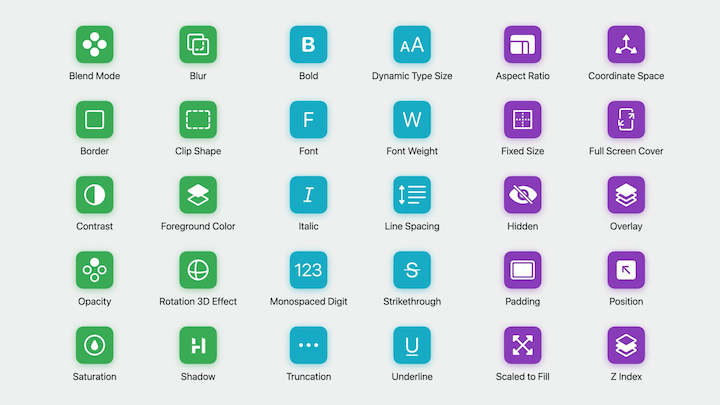 Blend Mode
Blur
B
Bold
AA
Dynamic Type Size
Aspect Ratio
Coordinate Space
Border
Clip Shape
F
Font
W
Font Weight
Fixed Size
Full Screen Cover
Contrast
Foreground Color
I
Italic
Line Spacing
Hidden
Overlay
Opacity
Rotation 3D Effect
123
Monospaced Digit
S
Strikethrough
Padding
Position
Saturation
H
Shadow
Truncation
U
Underline
Scaled to Fill
Z Index